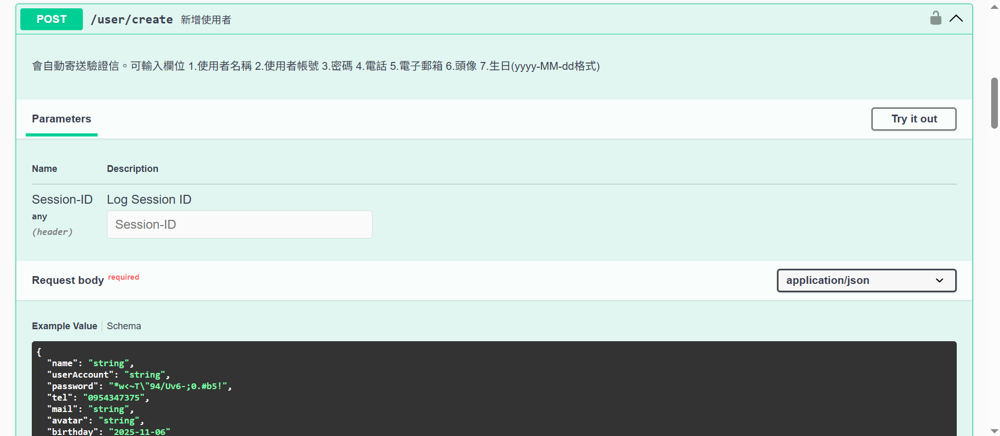 POST /user/create 新增使用者
會自動寄送驗證信。可輸入欄位 1.使用者名稱 2.使用者帳號 3.密碼 4.電話 5.電子郵箱 6.頭像 7.生日(yyyy-MM-dd格式)
Parameters
Try it out
Name Description
Session-ID Log Session ID
any
(header)
Session-ID
Request body required
application/json
Example Value Schema
{
"name": "string",
"userAccount": "string",
"password": "*w<~T\"94/Uv6-;0.#b5!",
"tel": "0954347375",
"mail": "string",
"avatar": "string",
"birthday": "2025-11-06"